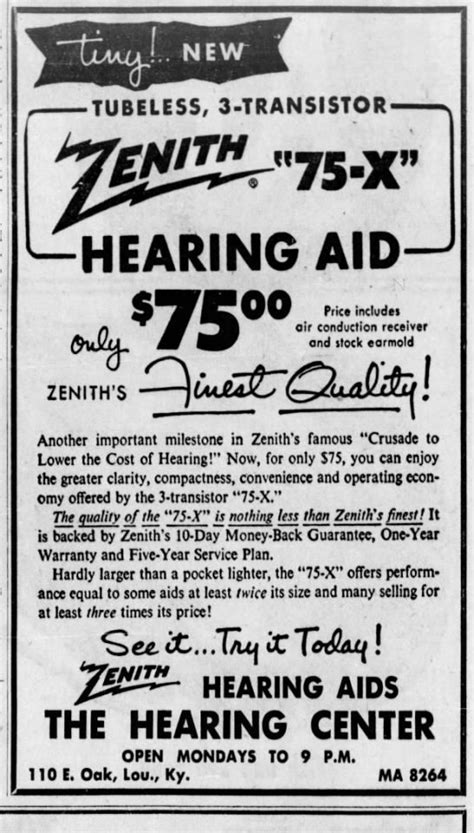 tiny!.. NEW
TUBELESS, 3-TRANSISTOR
ZENITH® "75-X"
HEARING AID
only $75.00
Price includes
air conduction receiver
and stock earmold
ZENITH'S Finest Quality!
Another important milestone in Zenith's famous "Crusade to
Lower the Cost of Hearing!" Now, for only $75, you can enjoy
the greater clarity, compactness, convenience and operating econ-
omy offered by the 3-transistor "75-X."
The quality of the "75-X" is nothing less than Zenith's finest! It
is backed by Zenith's 10-Day Money-Back Guarantee, One-Year
Warranty and Five-Year Service Plan.
Hardly larger than a pocket lighter, the "75-X" offers perform-
ance equal to some aids at least twice its size and many selling for
at least three times its price!
See it...Try it Today!
ZENITH HEARING AIDS
THE HEARING CENTER
OPEN MONDAYS TO 9 P.M.
110 E. Oak, Lou., Ky. MA 8264